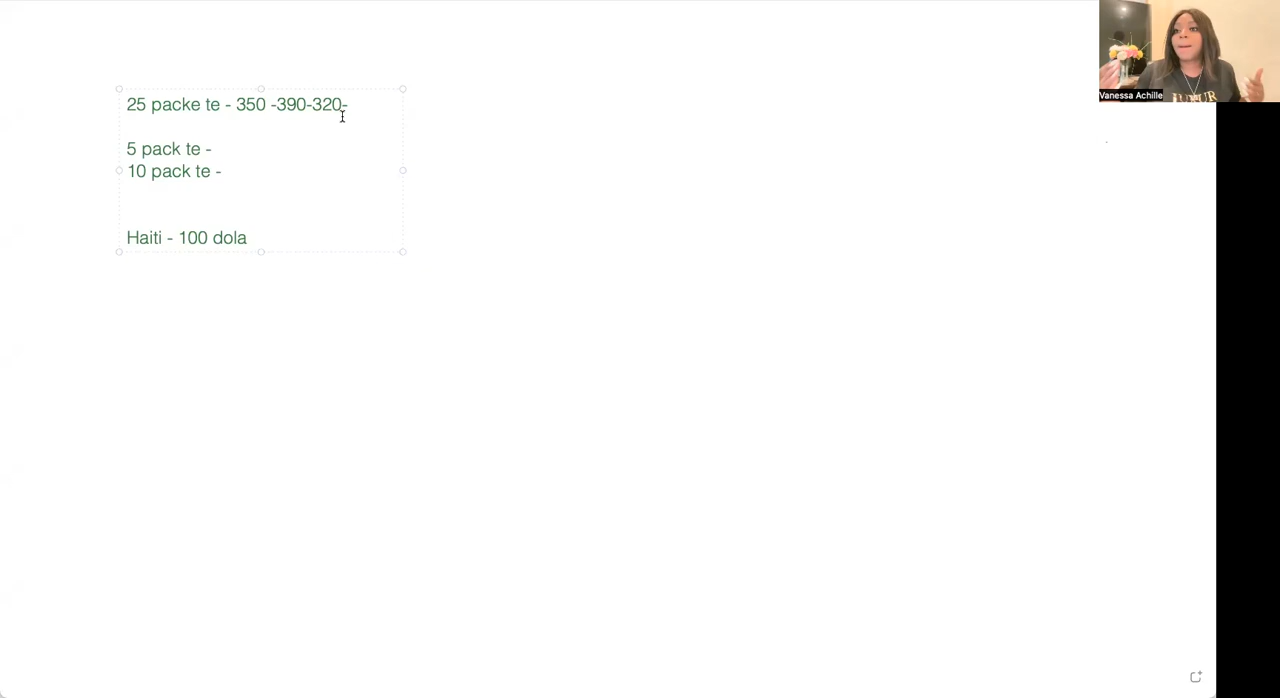 25 packe te - 350 -390-320-
5 pack te -
10 pack te -
Haiti - 100 dola
Vanessa Achille